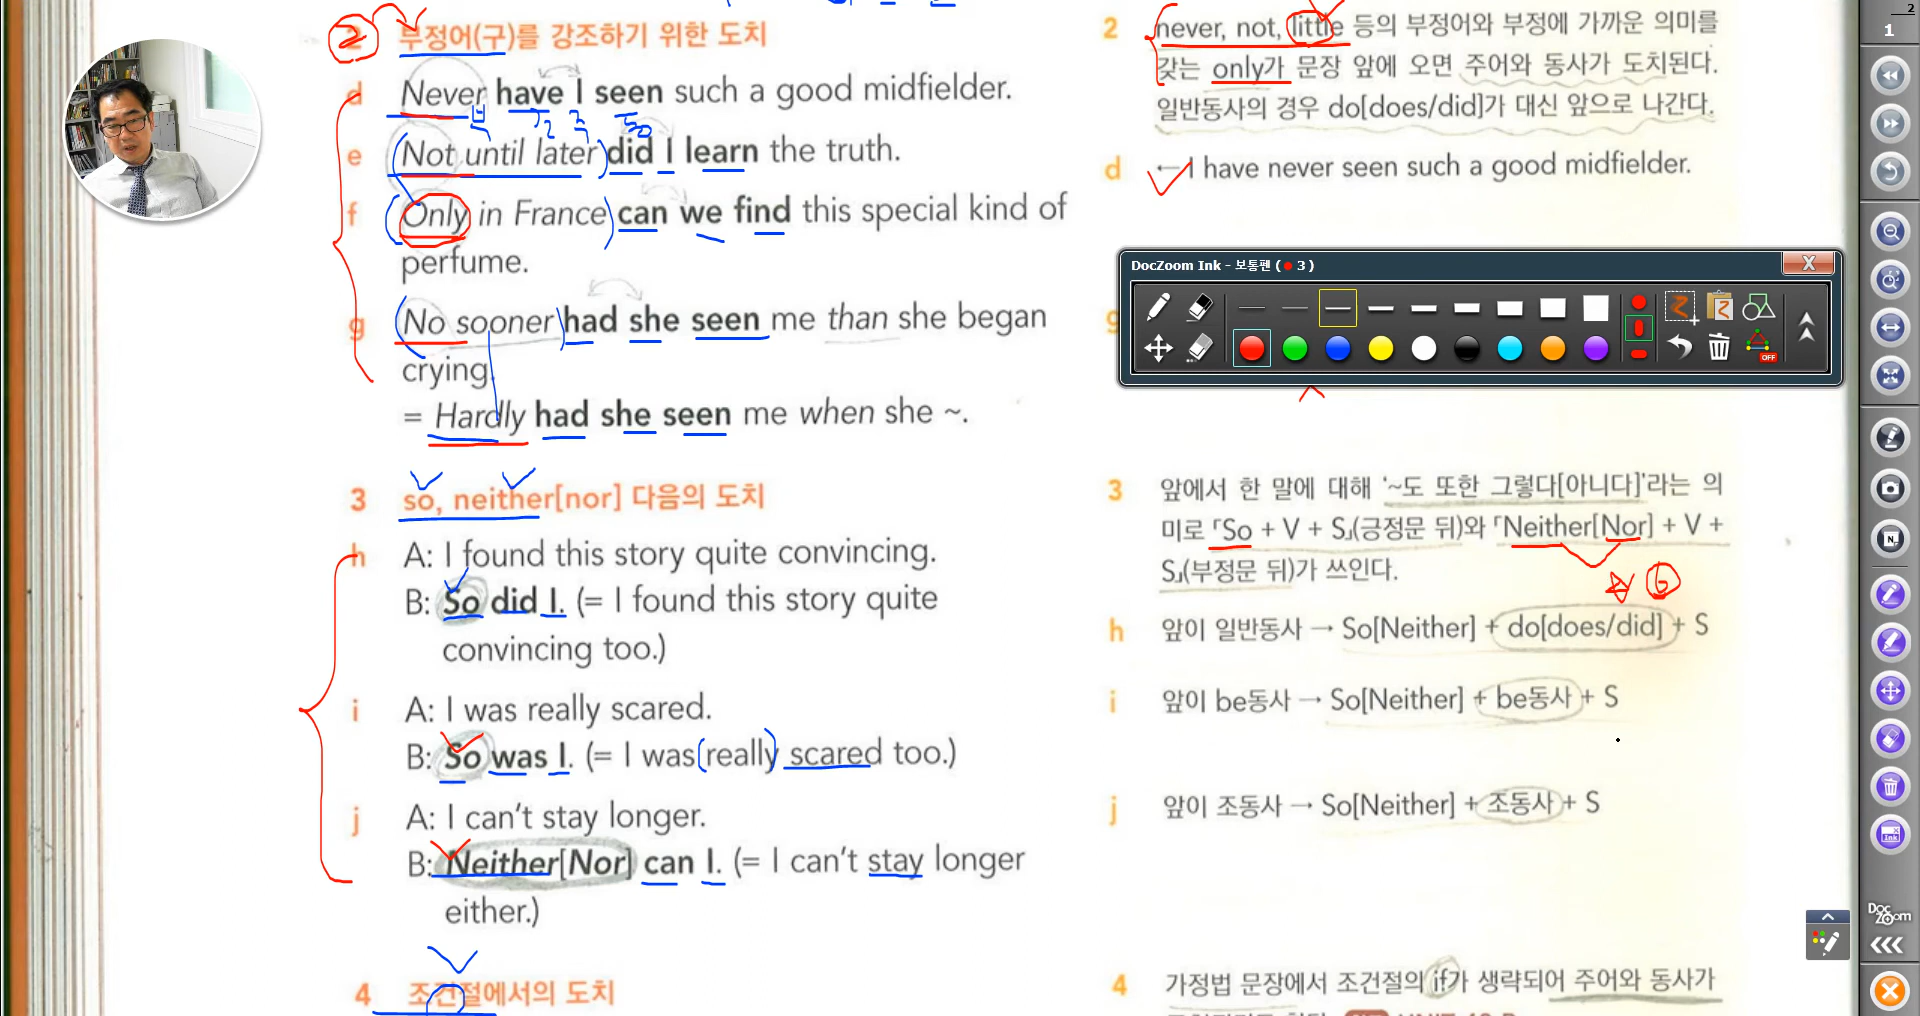 2 부정어(구)를 강조하기 위한 도치
d Never have I seen such a good midfielder.
e Not until later did I learn the truth.
f Only in France can we find this special kind of
perfume.
g No sooner had she seen me than she began
crying.
= Hardly had she seen me when she ~.
3 so, neither[nor] 다음의 도치
h A: I found this story quite convincing.
B: So did I. (= I found this story quite
convincing too.)
i A: I was really scared.
B: So was I. (= I was really scared too.)
j A: I can't stay longer.
B: Neither[Nor] can I. (= I can't stay longer
either.)
4 조건절에서의 도치
2 never, not, little 등의 부정어와 부정에 가까운 의미를
갖는 only가 문장 앞에 오면 주어와 동사가 도치된다.
일반동사의 경우 do[does/did]가 대신 앞으로 나간다.
d ← I have never seen such a good midfielder.
DocZoom Ink - 보통펜 ( 3 )
X
OFF
g
3 앞에서 한 말에 대해 '~도 또한 그렇다[아니다]'라는 의
미로 「So + V + S」(긍정문 뒤)와 「Neither[Nor] + V +
S」(부정문 뒤)가 쓰인다.
6
h 앞이 일반동사 → So[Neither] + do[does/did] + S
i 앞이 be동사 → So[Neither] + be동사 + S
j 앞이 조동사 → So[Neither] + 조동사 + S
4 가정법 문장에서 조건절의 if가 생략되어 주어와 동사가
2
1
N
Ink
Doc
Zoom